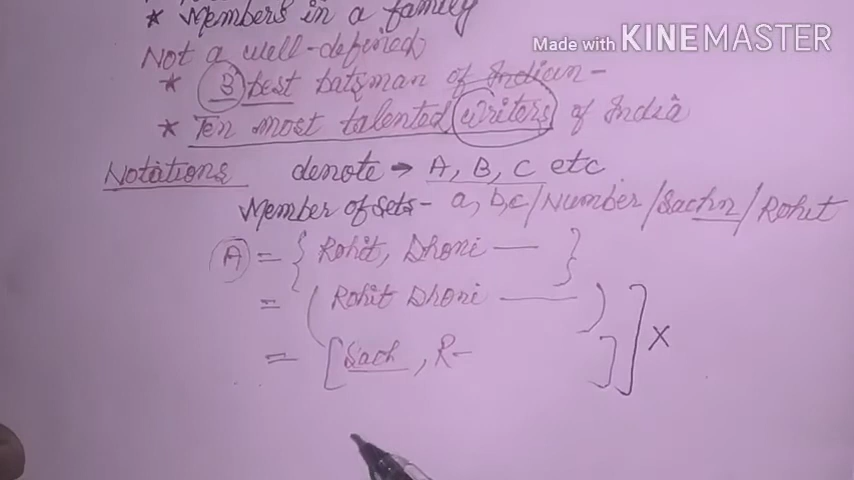 * Members in a family
Made with KINEMASTER
Not a well-defined
* 3 best batsman of Indian -
* Ten most talented writers of India
Notations denote → A, B, C etc
Member of sets - a, b, c / Number / Sachn / Rohit
A = { Rohit, Dhoni — }
= ( Rohit Dhoni — ) ] X
= [ Sach , R- ]